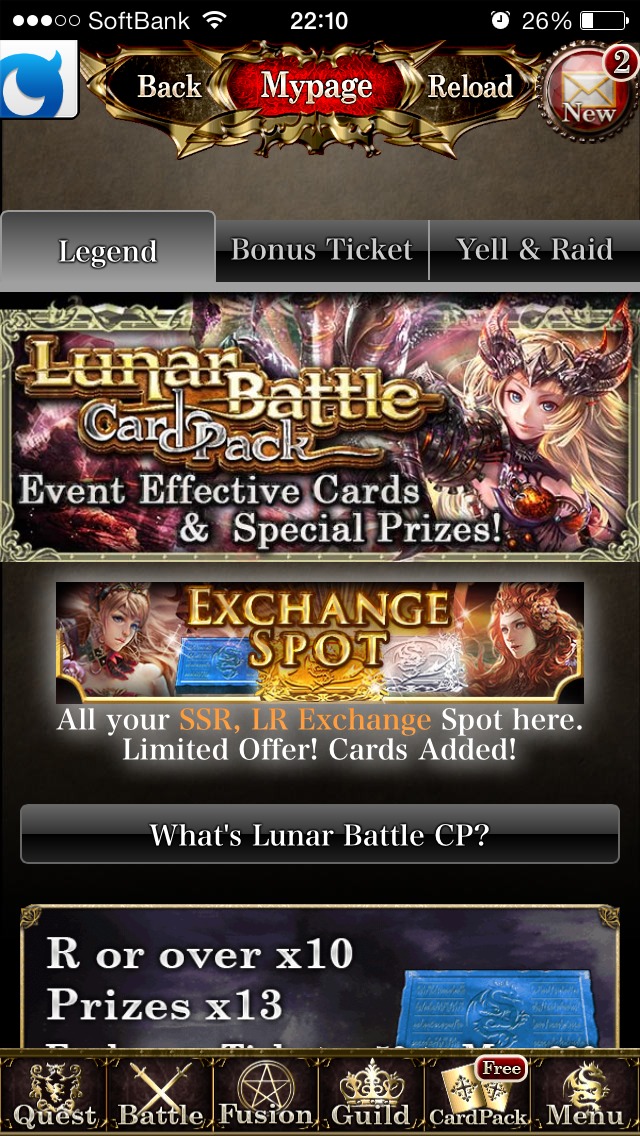 SoftBank 22:10 26%
Back Mypage Reload 2
New
Legend Bonus Ticket Yell & Raid
Lunar Battle
Card Pack
Event Effective Cards
& Special Prizes!
EXCHANGE
SPOT
All your SSR, LR Exchange Spot here.
Limited Offer! Cards Added!
What's Lunar Battle CP?
R or over x10
Prizes x13
Free
Quest Battle Fusion Guild CardPack Menu